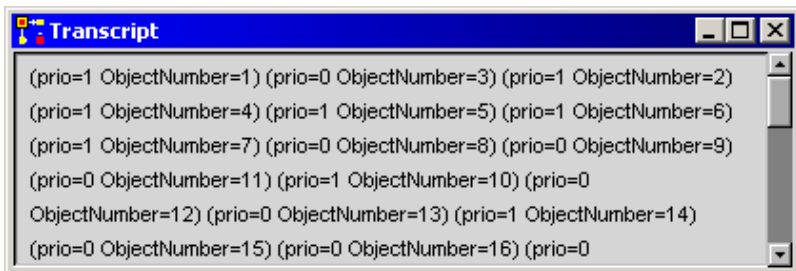 Transcript
(prio=1 ObjectNumber=1) (prio=0 ObjectNumber=3) (prio=1 ObjectNumber=2)
(prio=1 ObjectNumber=4) (prio=1 ObjectNumber=5) (prio=1 ObjectNumber=6)
(prio=1 ObjectNumber=7) (prio=0 ObjectNumber=8) (prio=0 ObjectNumber=9)
(prio=0 ObjectNumber=11) (prio=1 ObjectNumber=10) (prio=0
ObjectNumber=12) (prio=0 ObjectNumber=13) (prio=1 ObjectNumber=14)
(prio=0 ObjectNumber=15) (prio=0 ObjectNumber=16) (prio=0